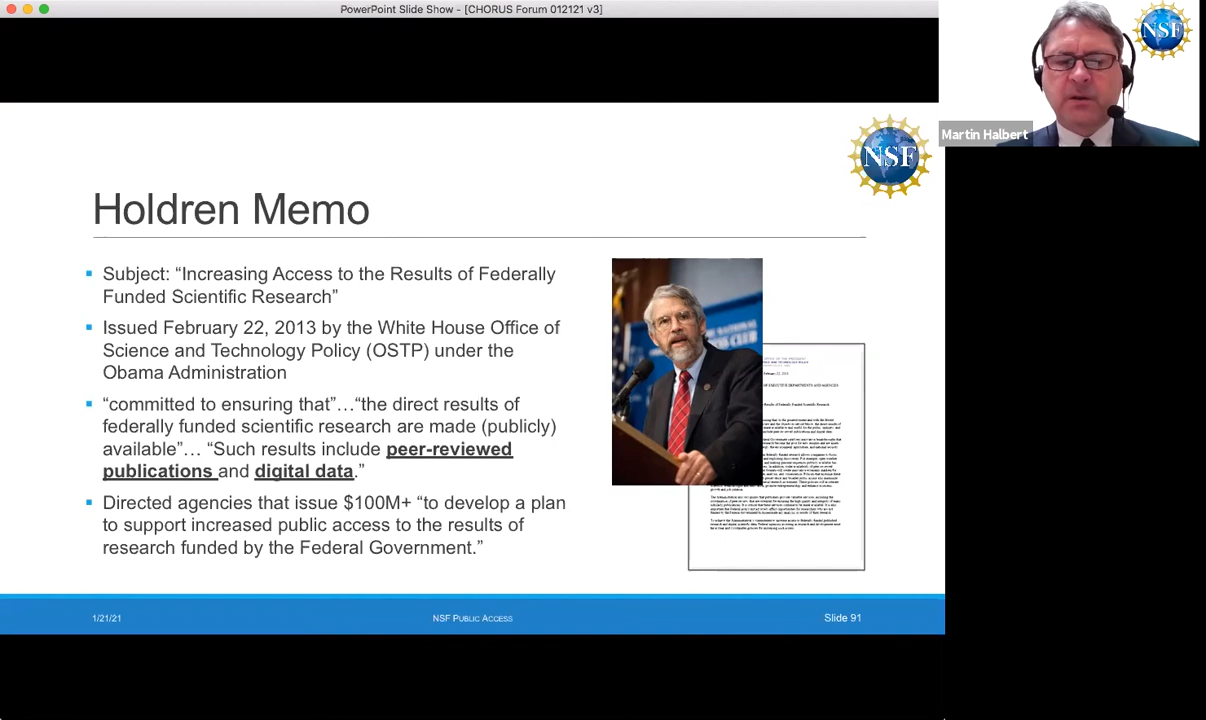 PowerPoint Slide Show - [CHORUS Forum 012121 v3]
NSF
Martin Halbert
NSF
Holdren Memo
Subject: “Increasing Access to the Results of Federally
Funded Scientific Research”
Issued February 22, 2013 by the White House Office of
Science and Technology Policy (OSTP) under the
Obama Administration
“committed to ensuring that”…“the direct results of
federally funded scientific research are made (publicly)
available”… “Such results include peer-reviewed
publications and digital data.”
Directed agencies that issue $100M+ “to develop a plan
to support increased public access to the results of
research funded by the Federal Government.”
1/21/21
NSF Public Access
Slide 91